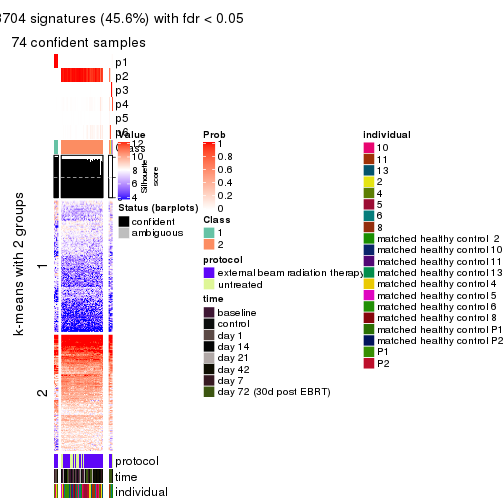 3704 signatures (45.6%) with fdr < 0.05
74 confident samples
p1
p2
p3
p4
p5
p6
Class
k-means with 2 groups
1
2
protocol
time
individual
Value
12
10
8
6
4
Silhouette
score
Status (barplots)
confident
ambiguous
Prob
1
0.8
0.6
0.4
0.2
0
Class
1
2
protocol
external beam radiation therapy
untreated
time
baseline
control
day 1
day 14
day 21
day 42
day 7
day 72 (30d post EBRT)
individual
10
11
13
2
4
5
6
8
matched healthy control 2
matched healthy control 10
matched healthy control 11
matched healthy control 13
matched healthy control 4
matched healthy control 5
matched healthy control 6
matched healthy control 8
matched healthy control P1
matched healthy control P2
P1
P2